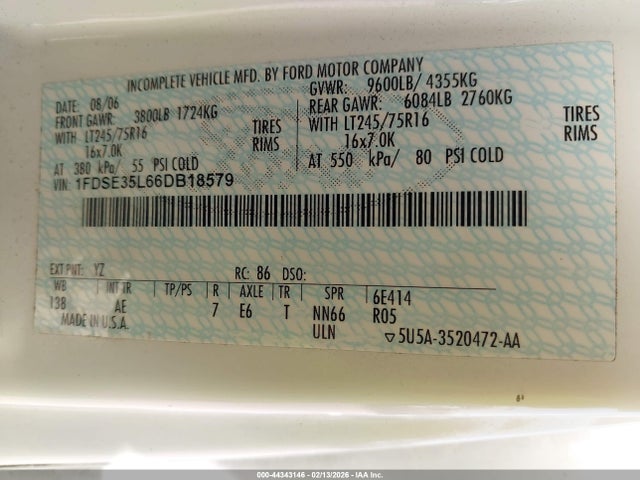 INCOMPLETE VEHICLE MFD. BY FORD MOTOR COMPANY
DATE: 08/06 GVWR: 9600LB/ 4355KG
FRONT GAWR: 3800LB 1724KG REAR GAWR: 6084LB 2760KG
WITH LT245/75R16 TIRES WITH LT245/75R16 TIRES
16x7.0K RIMS 16x7.0K RIMS
AT 380 kPa/ 55 PSI COLD AT 550 kPa/ 80 PSI COLD
VIN: 1FDSE35L66DB18579
EXT PNT: YZ RC: 86 DSO:
WB INT TR TP/PS R AXLE TR SPR 6E414
138 AE 7 E6 T NN66 R05
MADE IN U.S.A. ULN ▽5U5A-3520472-AA
000-44343146 - 02/13/2026 - IAA Inc.